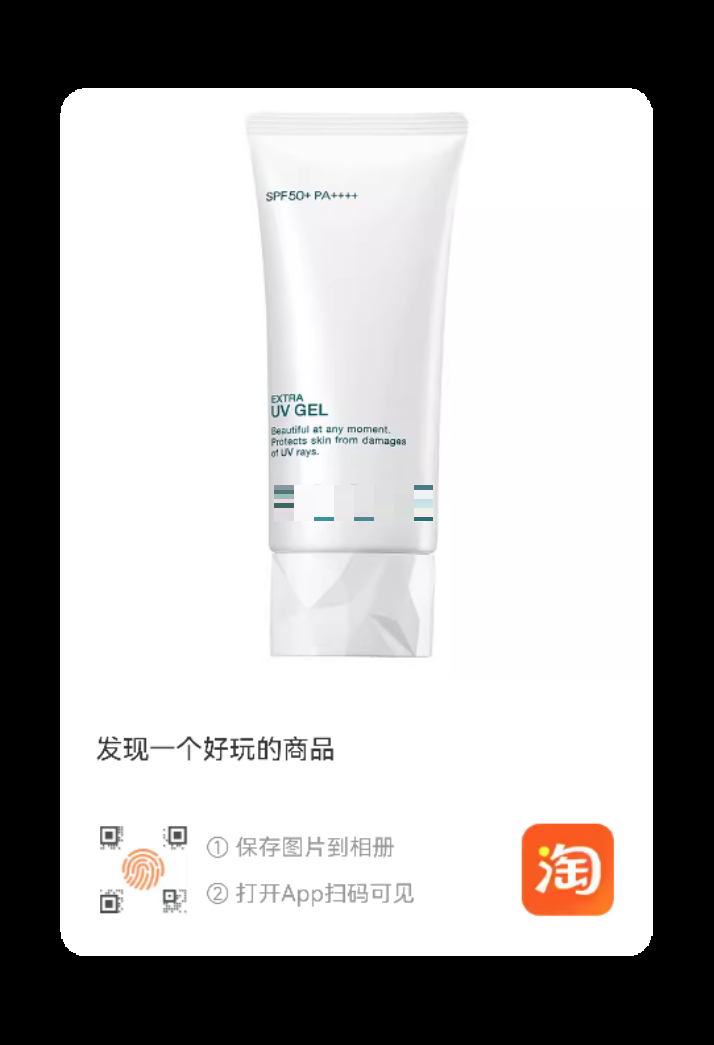 SPF50+ PA++++
EXTRA
UV GEL
Beautiful at any moment.
Protects skin from damages
of UV rays.
发现一个好玩的商品
① 保存图片到相册
② 打开App扫码可见
淘